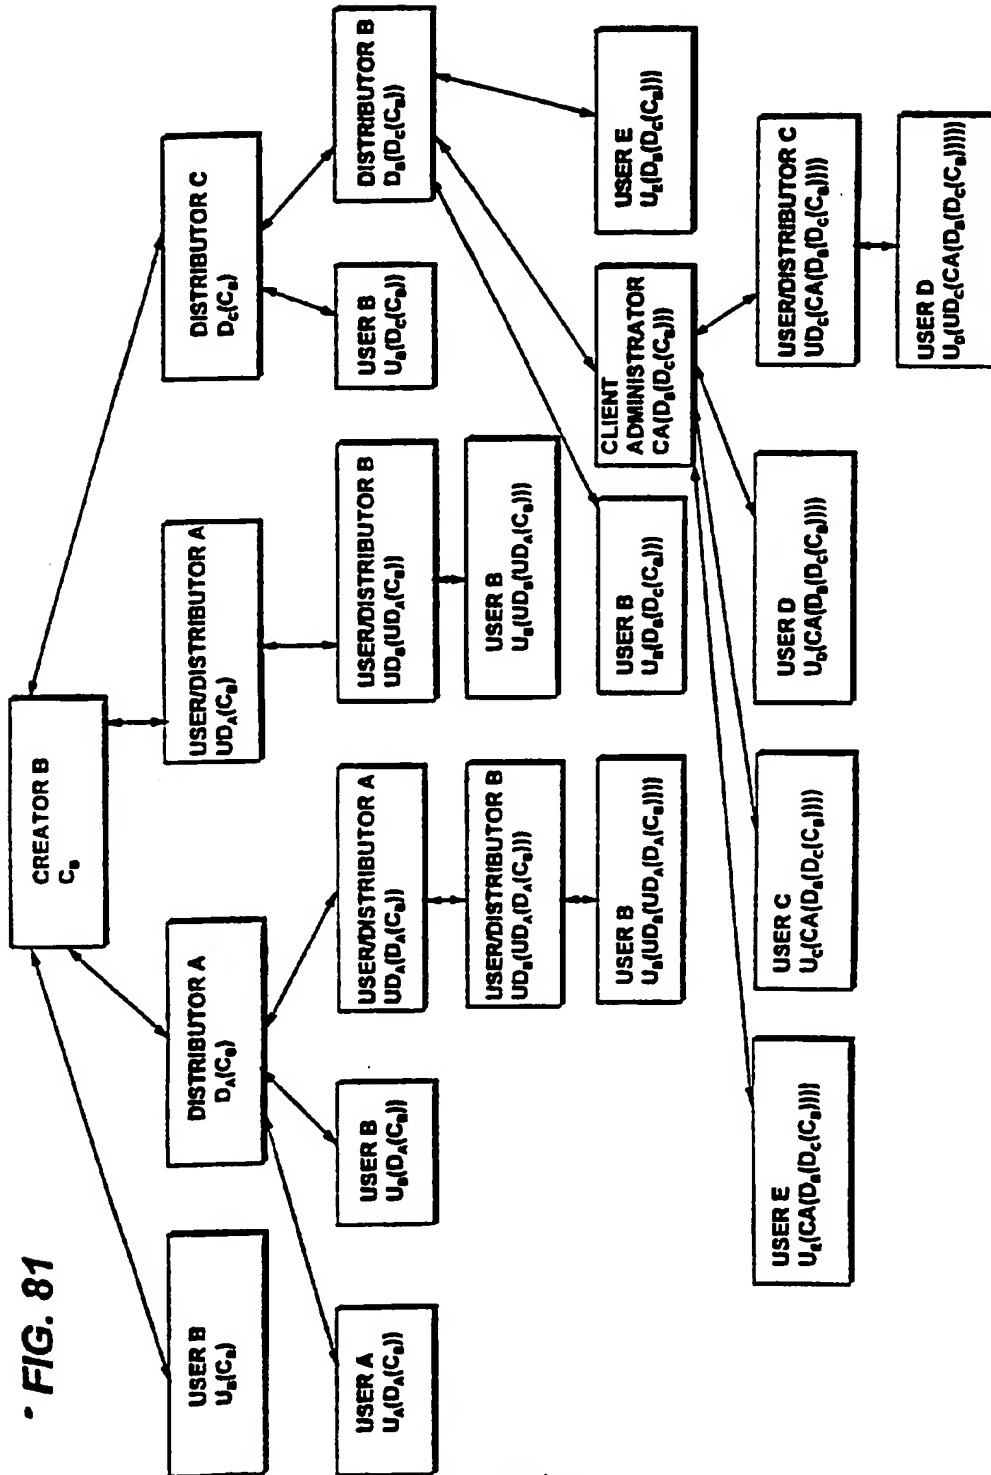 FIG. 81
CREATOR B
C_B
USER B
U_B(C_B)
DISTRIBUTOR A
D_A(C_B)
USER/DISTRIBUTOR A
UD_A(C_B)
DISTRIBUTOR C
D_C(C_B)
USER A
U_A(D_A(C_B))
USER B
U_B(D_A(C_B))
USER/DISTRIBUTOR A
UD_A(D_A(C_B))
USER/DISTRIBUTOR B
UD_B(UD_A(C_B))
USER B
U_B(D_C(C_B))
DISTRIBUTOR B
D_B(D_C(C_B))
USER/DISTRIBUTOR B
UD_B(UD_A(D_A(C_B)))
USER B
U_B(UD_B(UD_A(C_B)))
USER B
U_B(UD_B(UD_A(D_A(C_B))))
USER B
U_B(D_B(D_C(C_B)))
CLIENT
ADMINISTRATOR
CA(D_B(D_C(C_B)))
USER E
U_E(D_B(D_C(C_B)))
USER E
U_E(CA(D_B(D_C(C_B))))
USER C
U_C(CA(D_B(D_C(C_B))))
USER D
U_D(CA(D_B(D_C(C_B))))
USER/DISTRIBUTOR C
UD_C(CA(D_B(D_C(C_B))))
USER D
U_D(UD_C(CA(D_B(D_C(C_B)))))